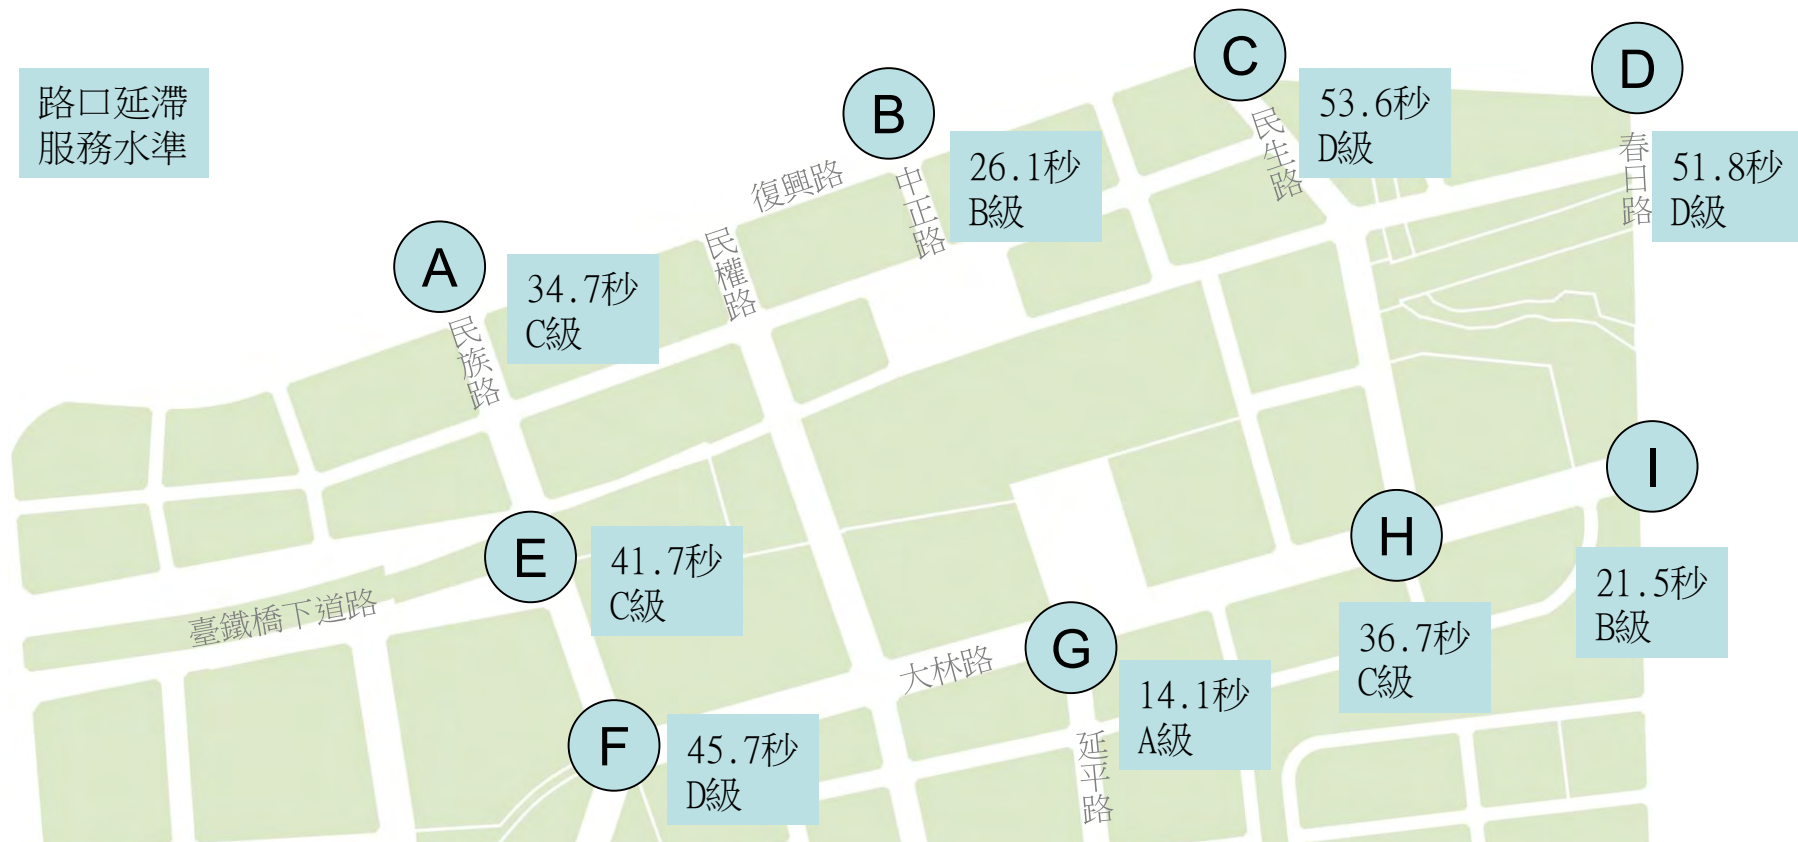 路口延滯
服務水準
A
34.7秒
C級
B
26.1秒
B級
C
53.6秒
D級
D
51.8秒
D級
復興路
民族路
民權路
中正路
民生路
春日路
E
41.7秒
C級
臺鐵橋下道路
F
45.7秒
D級
大林路
G
14.1秒
A級
延平路
H
36.7秒
C級
I
21.5秒
B級